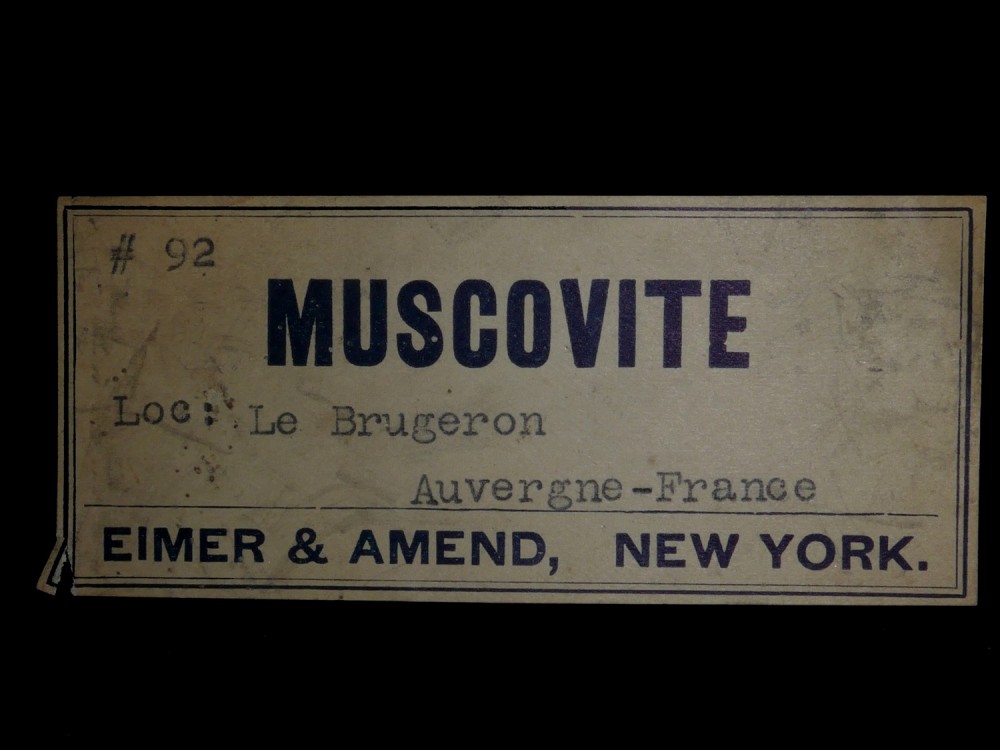 # 92
MUSCOVITE
Loc: Le Brugeron
Auvergne-France
EIMER & AMEND, NEW YORK.